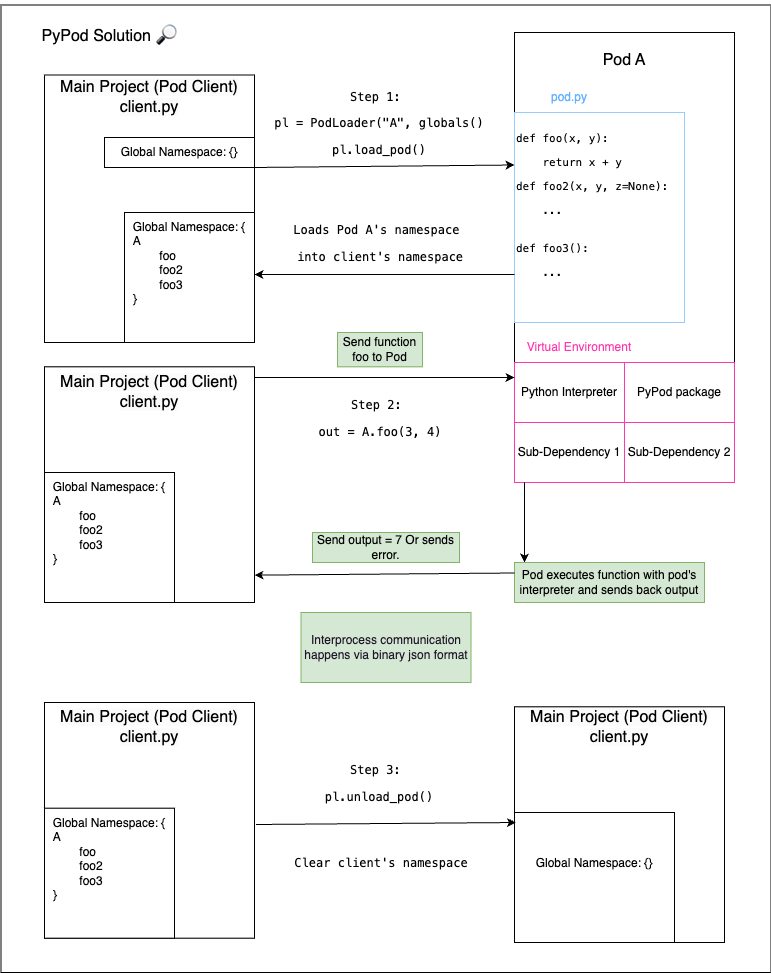 PyPod Solution 🔎
Main Project (Pod Client)
client.py
Global Namespace: {}
Global Namespace: {
A
foo
foo2
foo3
}
Step 1:
pl = PodLoader("A", globals()
pl.load_pod()
Loads Pod A's namespace
into client's namespace
Pod A
pod.py
def foo(x, y):
    return x + y
def foo2(x, y, z=None):
    ...
def foo3():
    ...
Virtual Environment
Python Interpreter
PyPod package
Sub-Dependency 1
Sub-Dependency 2
Main Project (Pod Client)
client.py
Global Namespace: {
A
foo
foo2
foo3
}
Send function
foo to Pod
Step 2:
out = A.foo(3, 4)
Send output = 7 Or sends
error.
Pod executes function with pod's
interpreter and sends back output
Interprocess communication
happens via binary json format
Main Project (Pod Client)
client.py
Global Namespace: {
A
foo
foo2
foo3
}
Step 3:
pl.unload_pod()
Clear client's namespace
Main Project (Pod Client)
client.py
Global Namespace: {}